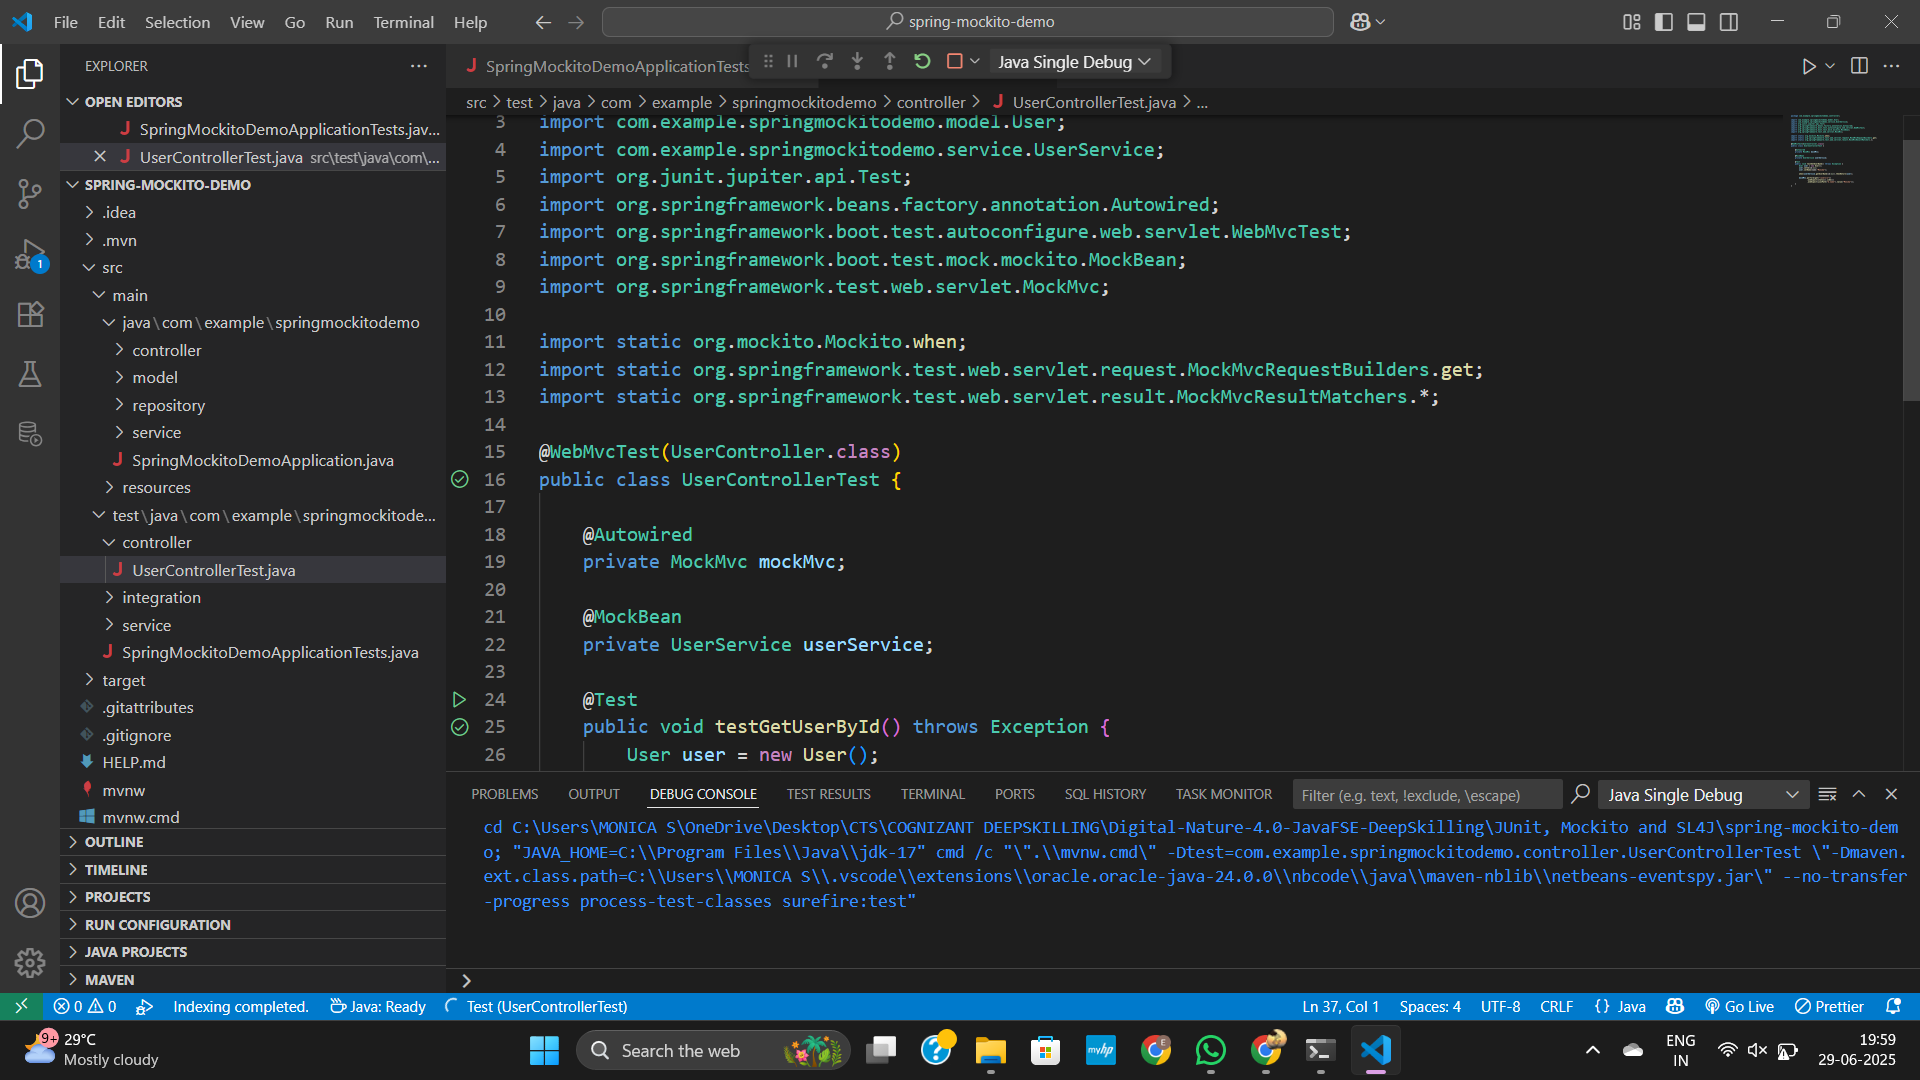 File Edit Selection View Go Run Terminal Help
spring-mockito-demo
EXPLORER
OPEN EDITORS
SpringMockitoDemoApplicationTests.jav...
UserControllerTest.java src\test\java\com\...
SPRING-MOCKITO-DEMO
.idea
.mvn
src
main
java\com\example\springmockitodemo
controller
model
repository
service
SpringMockitoDemoApplication.java
resources
test\java\com\example\springmockitode...
controller
UserControllerTest.java
integration
service
SpringMockitoDemoApplicationTests.java
target
.gitattributes
.gitignore
HELP.md
mvnw
mvnw.cmd
OUTLINE
TIMELINE
PROJECTS
RUN CONFIGURATION
JAVA PROJECTS
MAVEN
1
SpringMockitoDemoApplicationTests
Java Single Debug
src > test > java > com > example > springmockitodemo > controller > UserControllerTest.java > ...
3 import com.example.springmockitodemo.model.User;
4 import com.example.springmockitodemo.service.UserService;
5 import org.junit.jupiter.api.Test;
6 import org.springframework.beans.factory.annotation.Autowired;
7 import org.springframework.boot.test.autoconfigure.web.servlet.WebMvcTest;
8 import org.springframework.boot.test.mock.mockito.MockBean;
9 import org.springframework.test.web.servlet.MockMvc;
10
11 import static org.mockito.Mockito.when;
12 import static org.springframework.test.web.servlet.request.MockMvcRequestBuilders.get;
13 import static org.springframework.test.web.servlet.result.MockMvcResultMatchers.*;
14
15 @WebMvcTest(UserController.class)
16 public class UserControllerTest {
17
18 @Autowired
19 private MockMvc mockMvc;
20
21 @MockBean
22 private UserService userService;
23
24 @Test
25 public void testGetUserById() throws Exception {
26 User user = new User();
PROBLEMS OUTPUT DEBUG CONSOLE TEST RESULTS TERMINAL PORTS SQL HISTORY TASK MONITOR Filter (e.g. text, !exclude, \escape) Java Single Debug
cd C:\Users\MONICA S\OneDrive\Desktop\CTS\COGNIZANT DEEPSKILLING\Digital-Nature-4.0-JavaFSE-DeepSkilling\JUnit, Mockito and SL4J\spring-mockito-dem
o; "JAVA_HOME=C:\\Program Files\\Java\\jdk-17" cmd /c "\".\\mvnw.cmd\" -Dtest=com.example.springmockitodemo.controller.UserControllerTest \"-Dmaven.
ext.class.path=C:\\Users\\MONICA S\\.vscode\\extensions\\oracle.oracle-java-24.0.0\\nbcode\\java\\maven-nblib\\netbeans-eventspy.jar\" --no-transfer
-progress process-test-classes surefire:test"
0 0 Indexing completed. Java: Ready Test (UserControllerTest) Ln 37, Col 1 Spaces: 4 UTF-8 CRLF {} Java Go Live Prettier
9+ 29°C
Mostly cloudy
Search the web
myhp
E
ENG
IN
19:59
29-06-2025